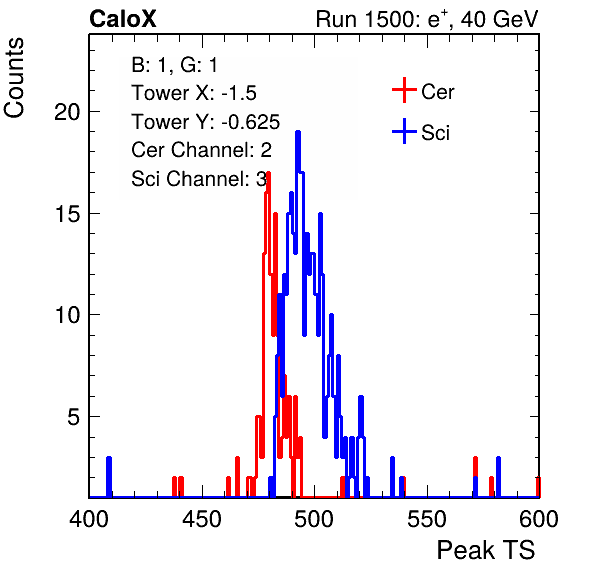 CaloX Run 1500: e+, 40 GeV
B: 1, G: 1
Tower X: -1.5
Tower Y: -0.625
Cer Channel: 2
Sci Channel: 3
Cer
Sci
Counts
20
15
10
5
400 450 500 550 600
Peak TS